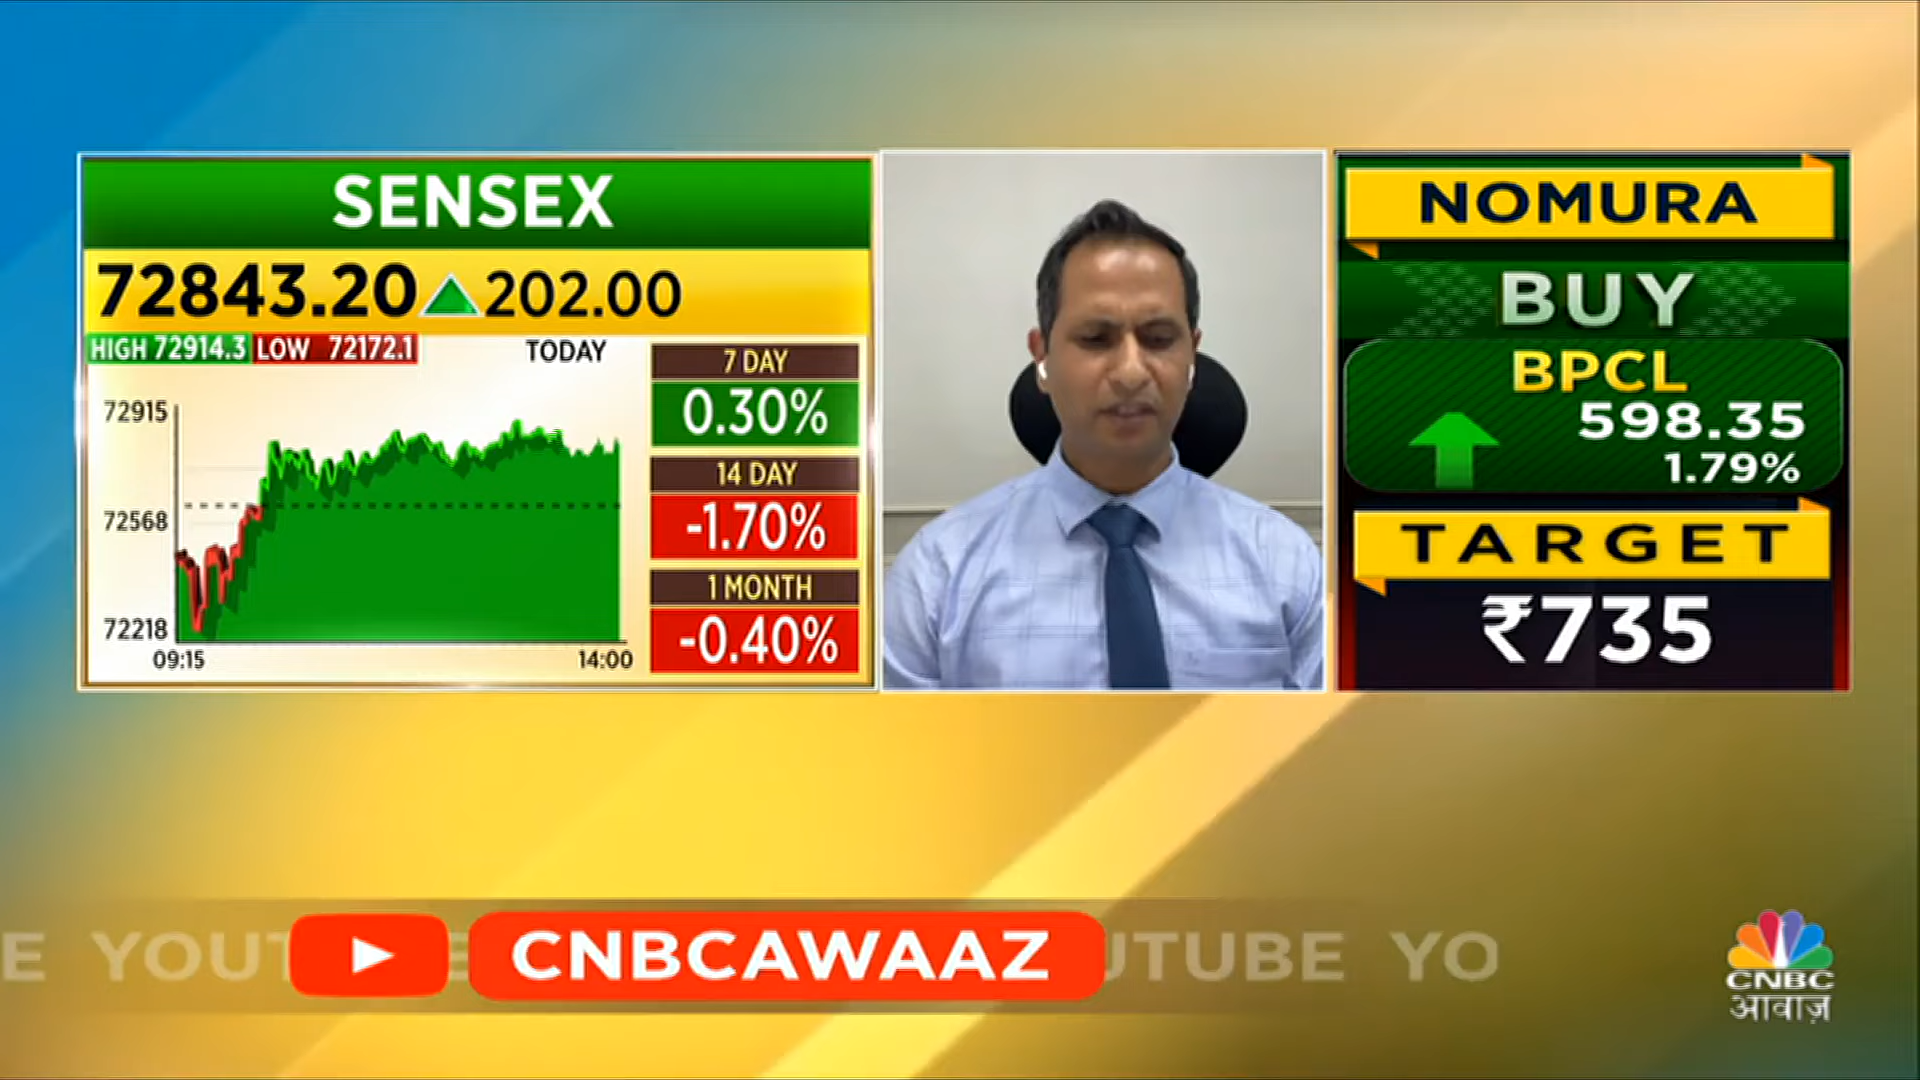 SENSEX
72843.20 202.00
HIGH 72914.3 LOW 72172.1
TODAY
72915
72568
72218
09:15 14:00
7 DAY
0.30%
14 DAY
-1.70%
1 MONTH
-0.40%
NOMURA
BUY
BPCL
598.35
1.79%
TARGET
₹735
E YOUT E CNBCAWAAZ UTUBE YO
CNBC
आवाज़